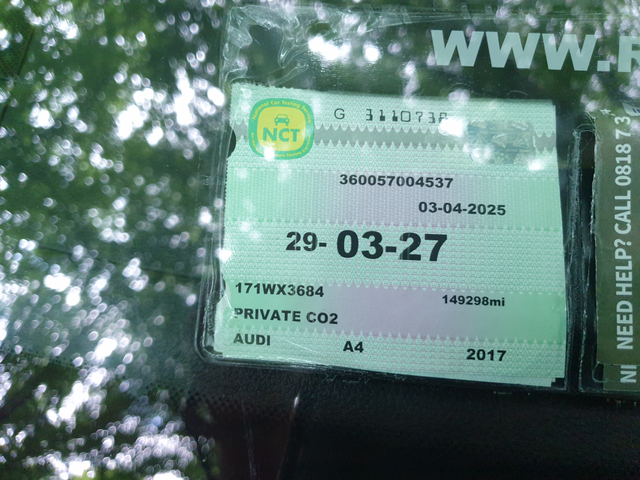 WWW.R
NCT
G 3110738
360057004537
03-04-2025
29-03-27
171WX3684
149298mi
PRIVATE CO2
AUDI A4 2017
NEED HELP? CALL 0818 7 3